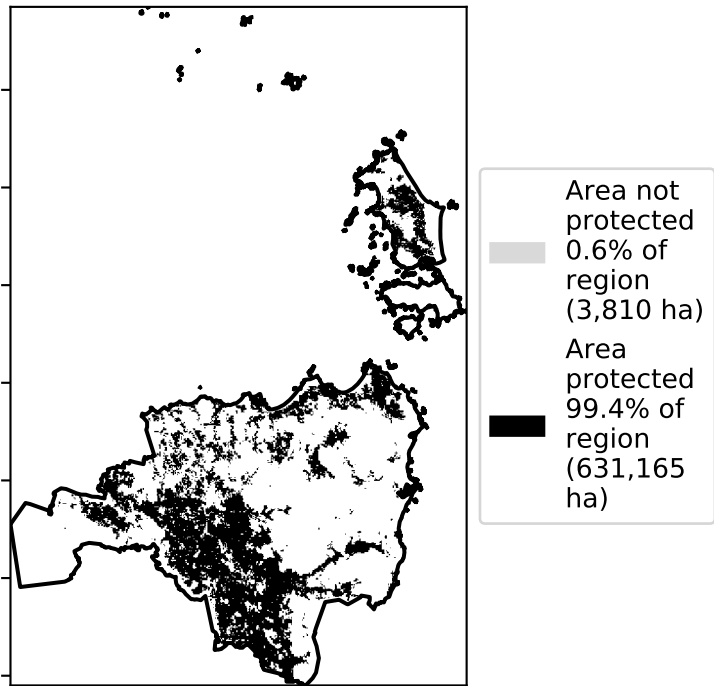 Area not
protected
0.6% of
region
(3,810 ha)
Area
protected
99.4% of
region
(631,165
ha)